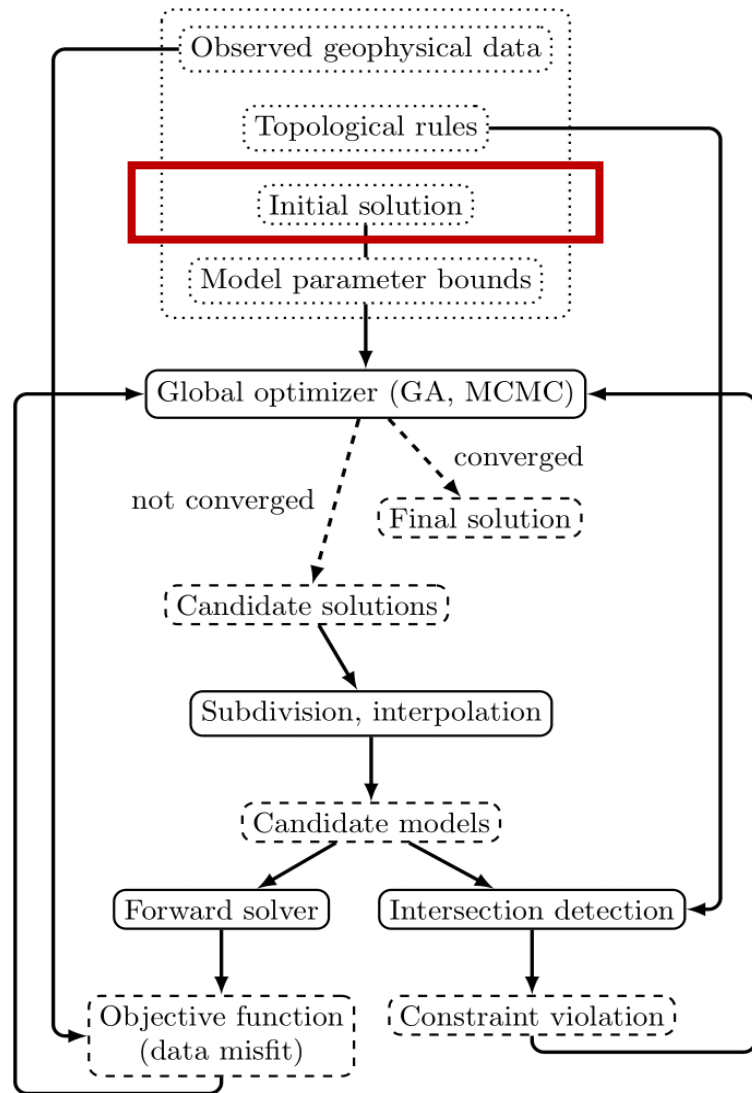 Observed geophysical data
Topological rules
Initial solution
Model parameter bounds
Global optimizer (GA, MCMC)
converged
not converged
Final solution
Candidate solutions
Subdivision, interpolation
Candidate models
Forward solver
Intersection detection
Objective function
(data misfit)
Constraint violation